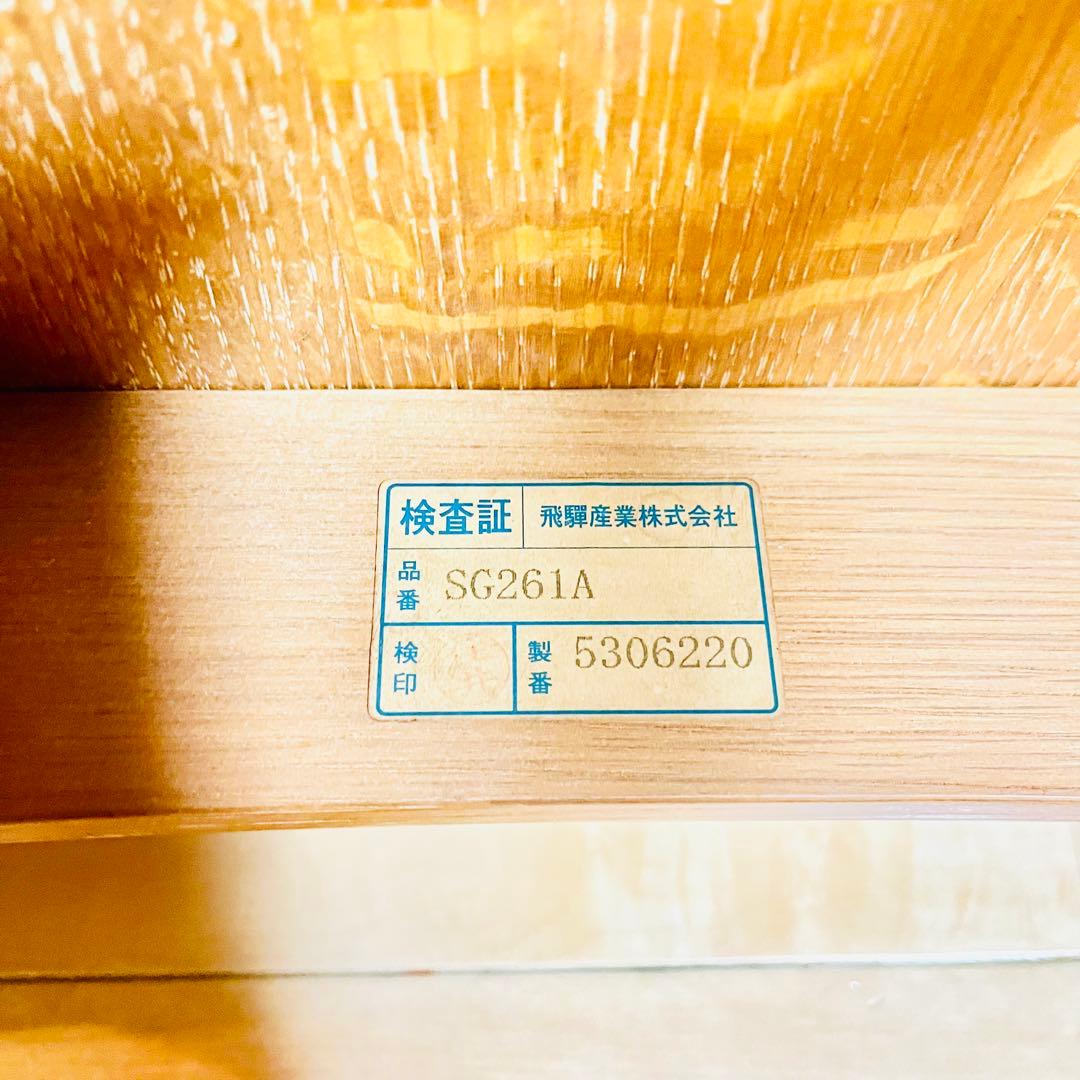 検査証 飛騨産業株式会社
品番 SG261A
検印 製番 5306220